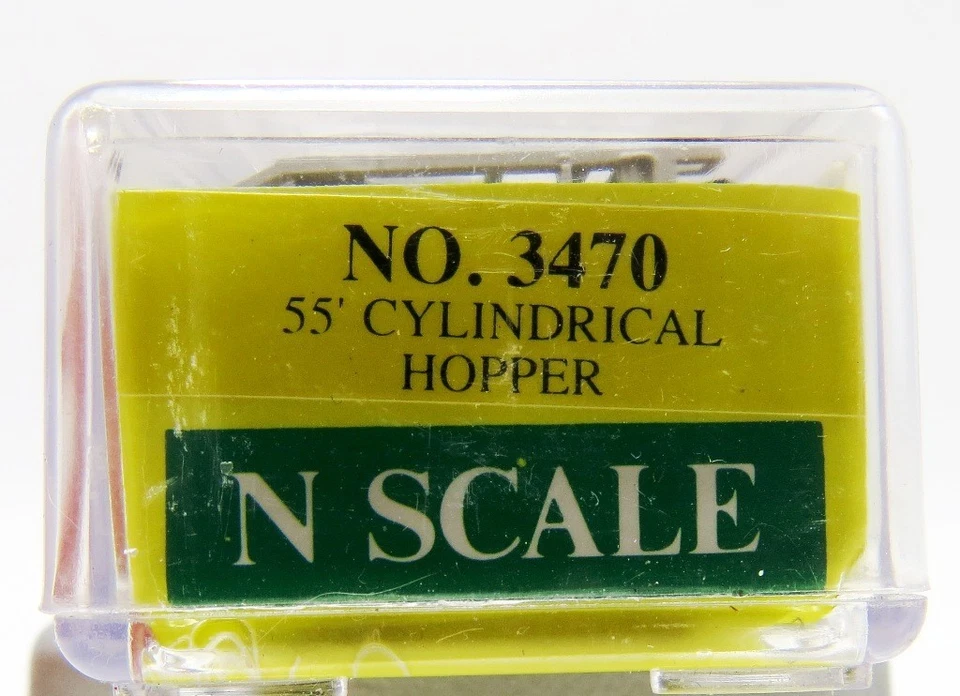 NO. 3470
55' CYLINDRICAL
HOPPER
N SCALE